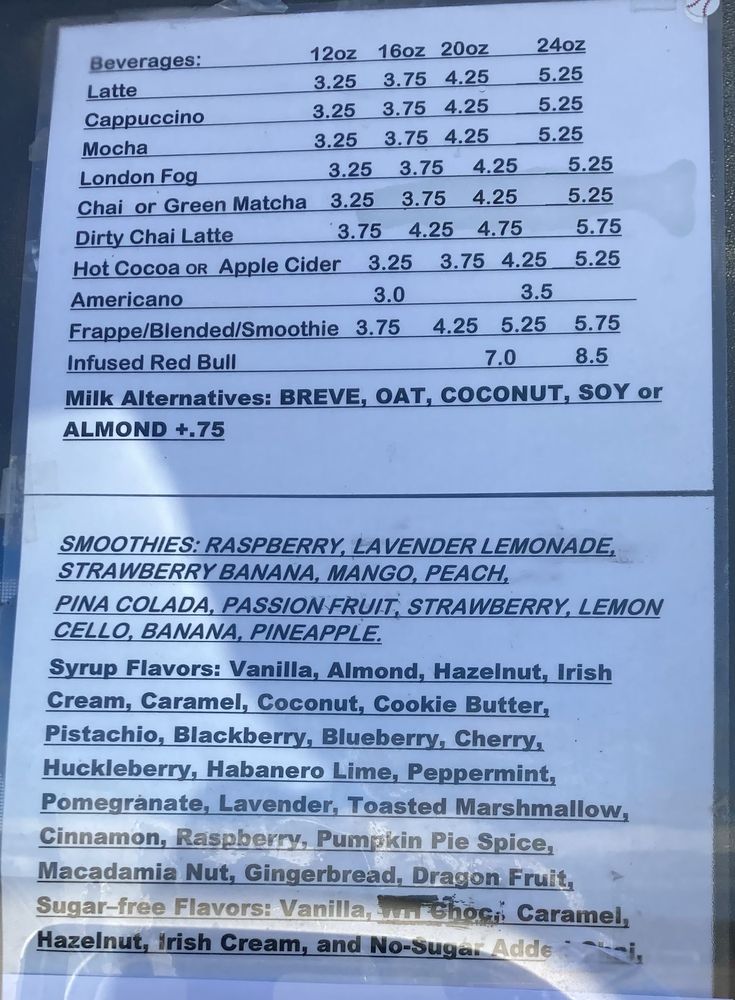 Beverages: 12oz 16oz 20oz 24oz
Latte 3.25 3.75 4.25 5.25
Cappuccino 3.25 3.75 4.25 5.25
Mocha 3.25 3.75 4.25 5.25
London Fog 3.25 3.75 4.25 5.25
Chai or Green Matcha 3.25 3.75 4.25 5.25
Dirty Chai Latte 3.75 4.25 4.75 5.75
Hot Cocoa OR Apple Cider 3.25 3.75 4.25 5.25
Americano 3.0 3.5
Frappe/Blended/Smoothie 3.75 4.25 5.25 5.75
Infused Red Bull 7.0 8.5
Milk Alternatives: BREVE, OAT, COCONUT, SOY or
ALMOND +.75
SMOOTHIES: RASPBERRY, LAVENDER LEMONADE,
STRAWBERRY BANANA, MANGO, PEACH,
PINA COLADA, PASSION FRUIT, STRAWBERRY, LEMON
CELLO, BANANA, PINEAPPLE.
Syrup Flavors: Vanilla, Almond, Hazelnut, Irish
Cream, Caramel, Coconut, Cookie Butter,
Pistachio, Blackberry, Blueberry, Cherry,
Huckleberry, Habanero Lime, Peppermint,
Pomegranate, Lavender, Toasted Marshmallow,
Cinnamon, Raspberry, Pumpkin Pie Spice,
Macadamia Nut, Gingerbread, Dragon Fruit,
Sugar-free Flavors: Vanilla, Caramel,
Hazelnut, Irish Cream, and No-Sugar